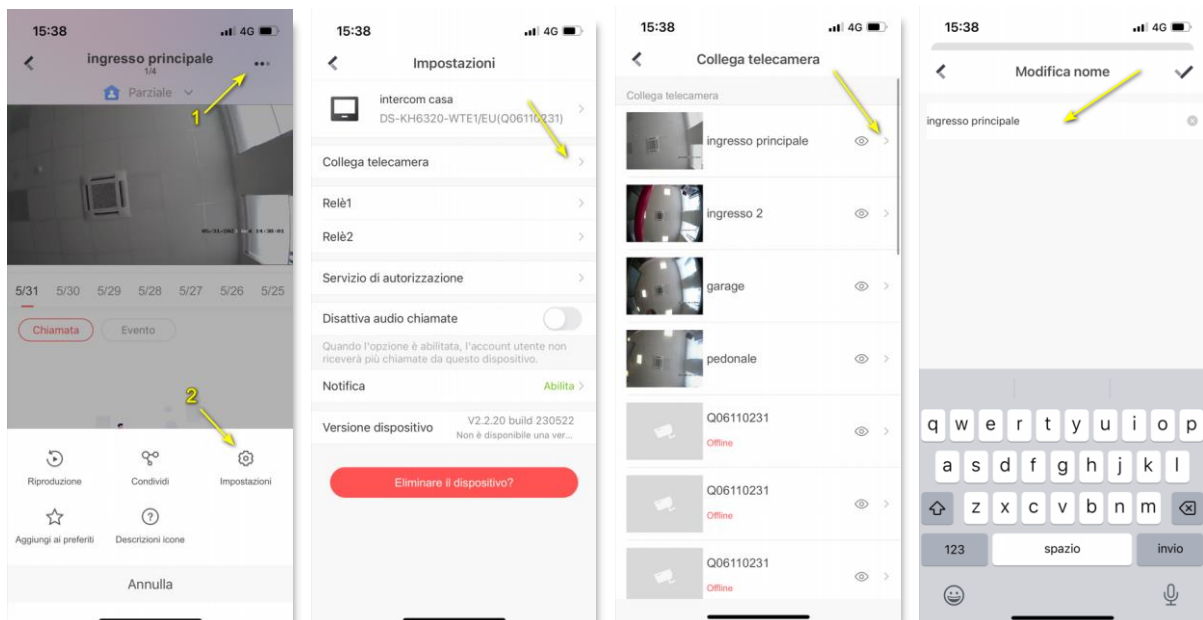 15:38
4G
ingresso principale
1/4
Parziale
1
5/31 5/30 5/29 5/28 5/27 5/26 5/25
Chiamata Evento
2
Riproduzione Condividi Impostazioni
Aggiungi ai preferiti Descrizioni icone
Annulla
15:38
4G
Impostazioni
intercom casa
DS-KH6320-WTE1/EU(Q06110231)
Collega telecamera
Relè1
Relè2
Servizio di autorizzazione
Disattiva audio chiamate
Quando l'opzione è abilitata, l'account utente non
riceverà più chiamate da questo dispositivo.
Notifica Abilita
Versione dispositivo V2.2.20 build 230522
Non è disponibile una ver...
Eliminare il dispositivo?
15:38
4G
Collega telecamera
Collega telecamera
ingresso principale
ingresso 2
garage
pedonale
Q06110231
Offline
Q06110231
Offline
Q06110231
Offline
15:38
4G
Modifica nome
ingresso principale
q w e r t y u i o p
a s d f g h j k l
z x c v b n m
123 spazio invio